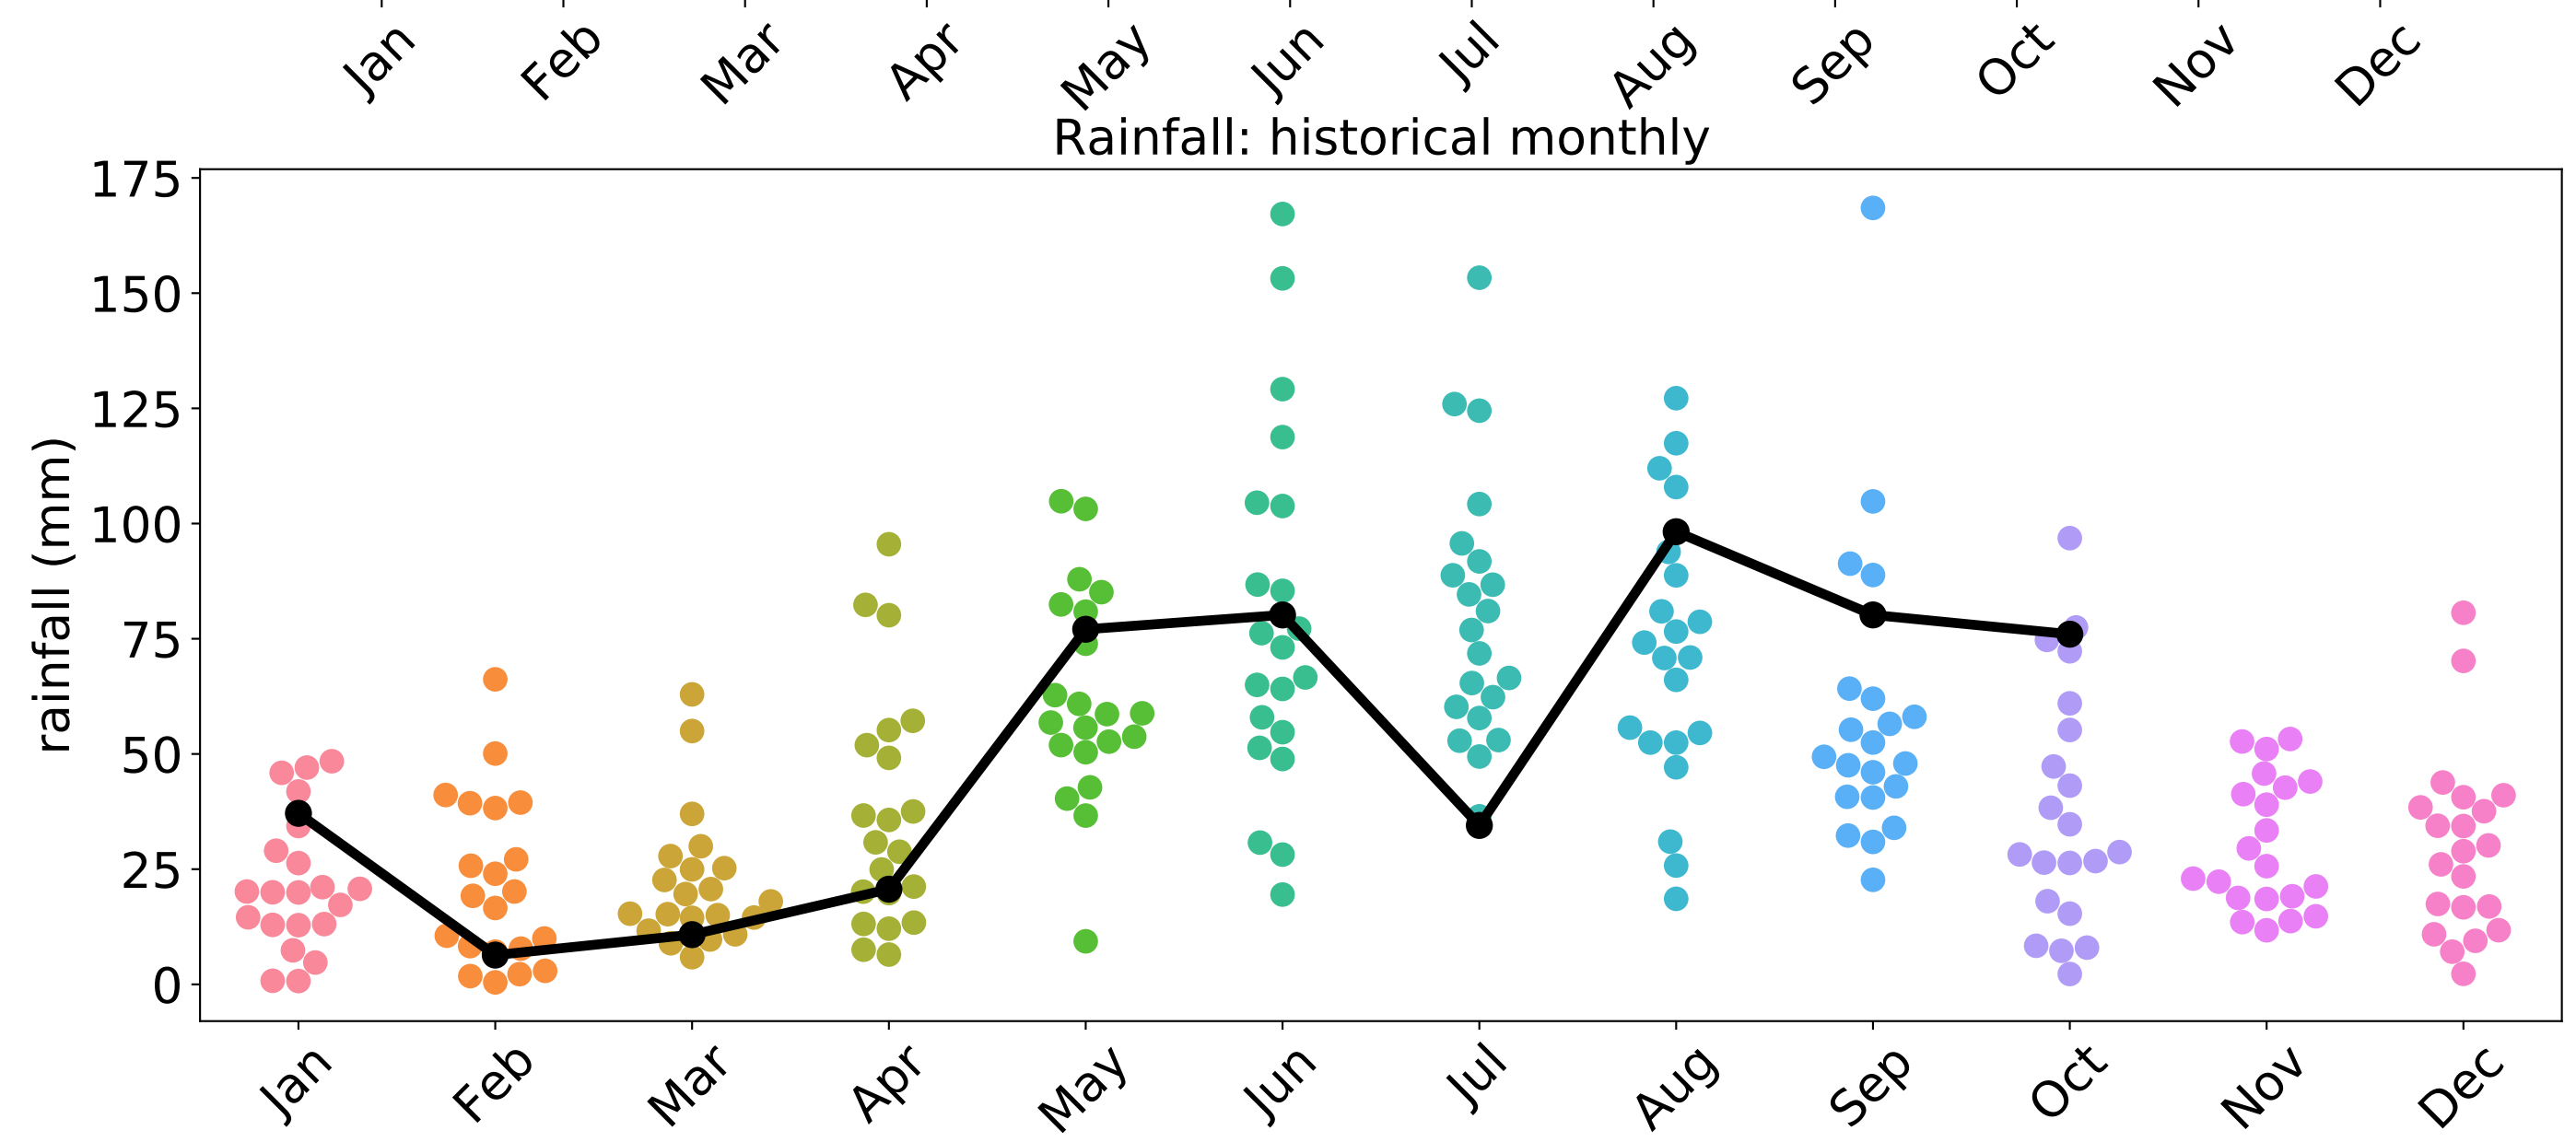 Jan Feb Mar Apr May Jun Jul Aug Sep Oct Nov Dec
Rainfall: historical monthly
rainfall (mm)
175
150
125
100
75
50
25
0
Jan Feb Mar Apr May Jun Jul Aug Sep Oct Nov Dec